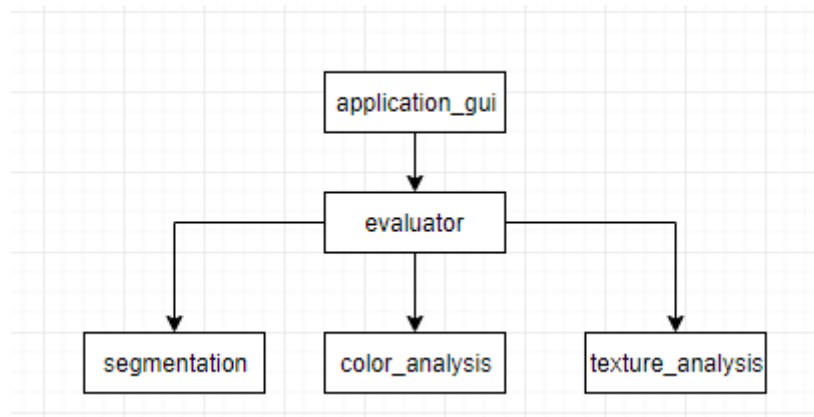 application_gui
evaluator
segmentation
color_analysis
texture_analysis